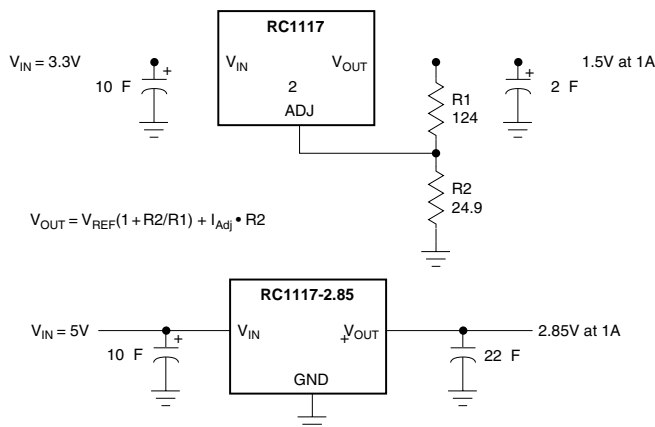 RC1117
V_IN = 3.3V
V_IN
V_OUT
1.5V at 1A
10 F
+
2
ADJ
R1
124
+
2 F
R2
24.9
V_OUT = V_REF(1 + R2/R1) + I_Adj • R2
RC1117-2.85
V_IN = 5V
V_IN
V_OUT
2.85V at 1A
+
+
10 F
22 F
GND